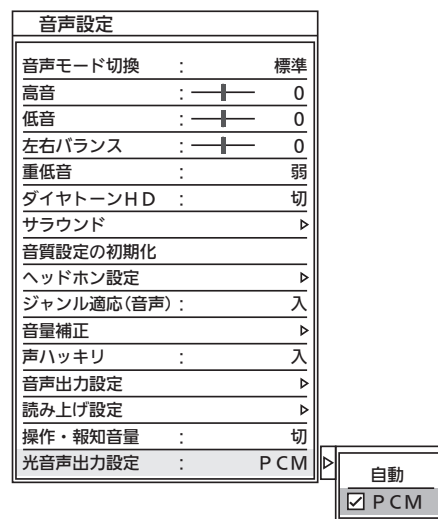 音声設定
音声モード切換 : 標準
高音 : 0
低音 : 0
左右バランス : 0
重低音 : 弱
ダイヤトーンHD : 切
サラウンド
音質設定の初期化
ヘッドホン設定
ジャンル適応(音声) : 入
音量補正
声ハッキリ : 入
音声出力設定
読み上げ設定
操作・報知音量 : 切
光音声出力設定 : PCM
自動
PCM